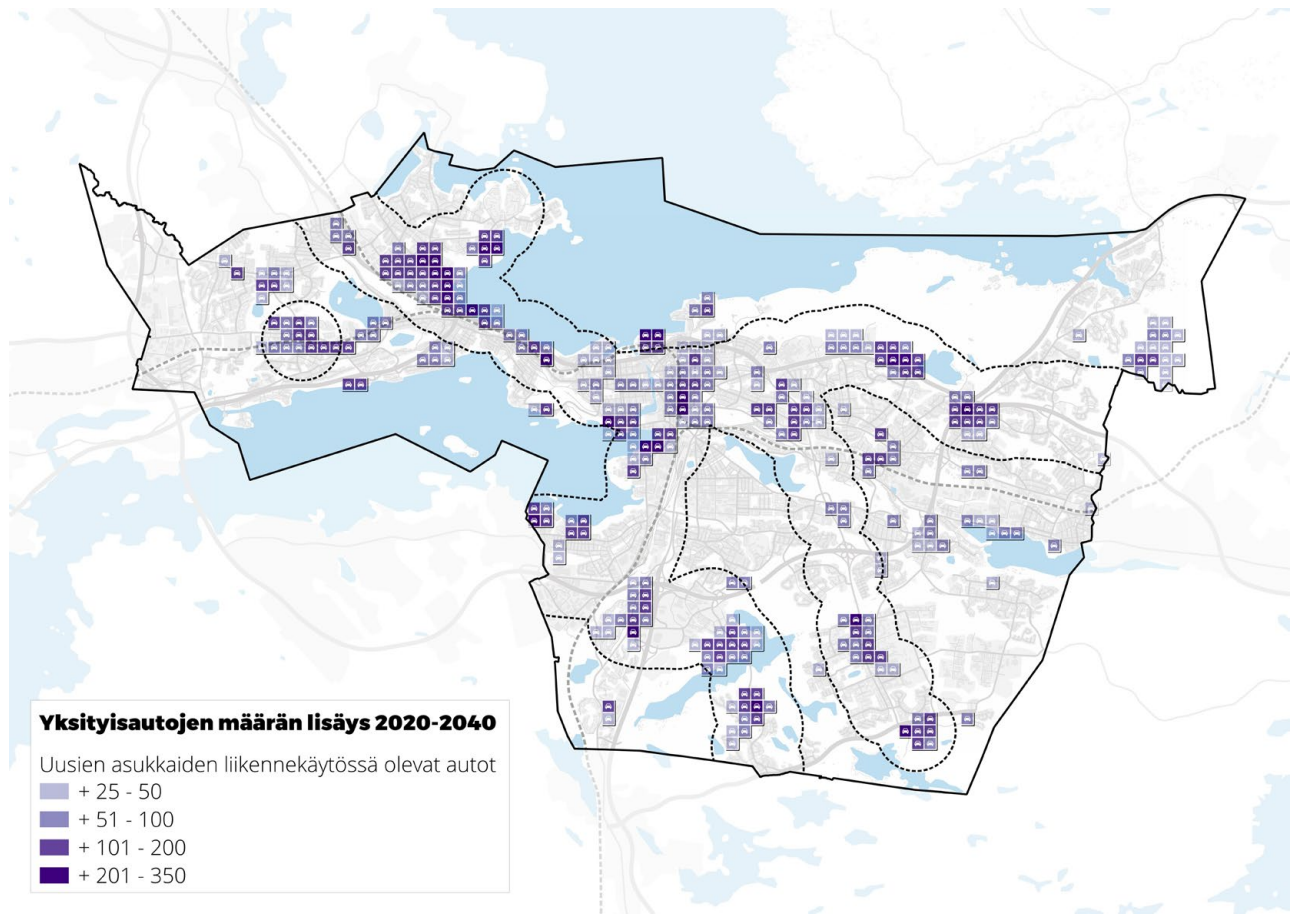 Yksityisautojen määrän lisäys 2020-2040
Uusien asukkaiden liikennekäytössä olevat autot
+ 25 - 50
+ 51 - 100
+ 101 - 200
+ 201 - 350